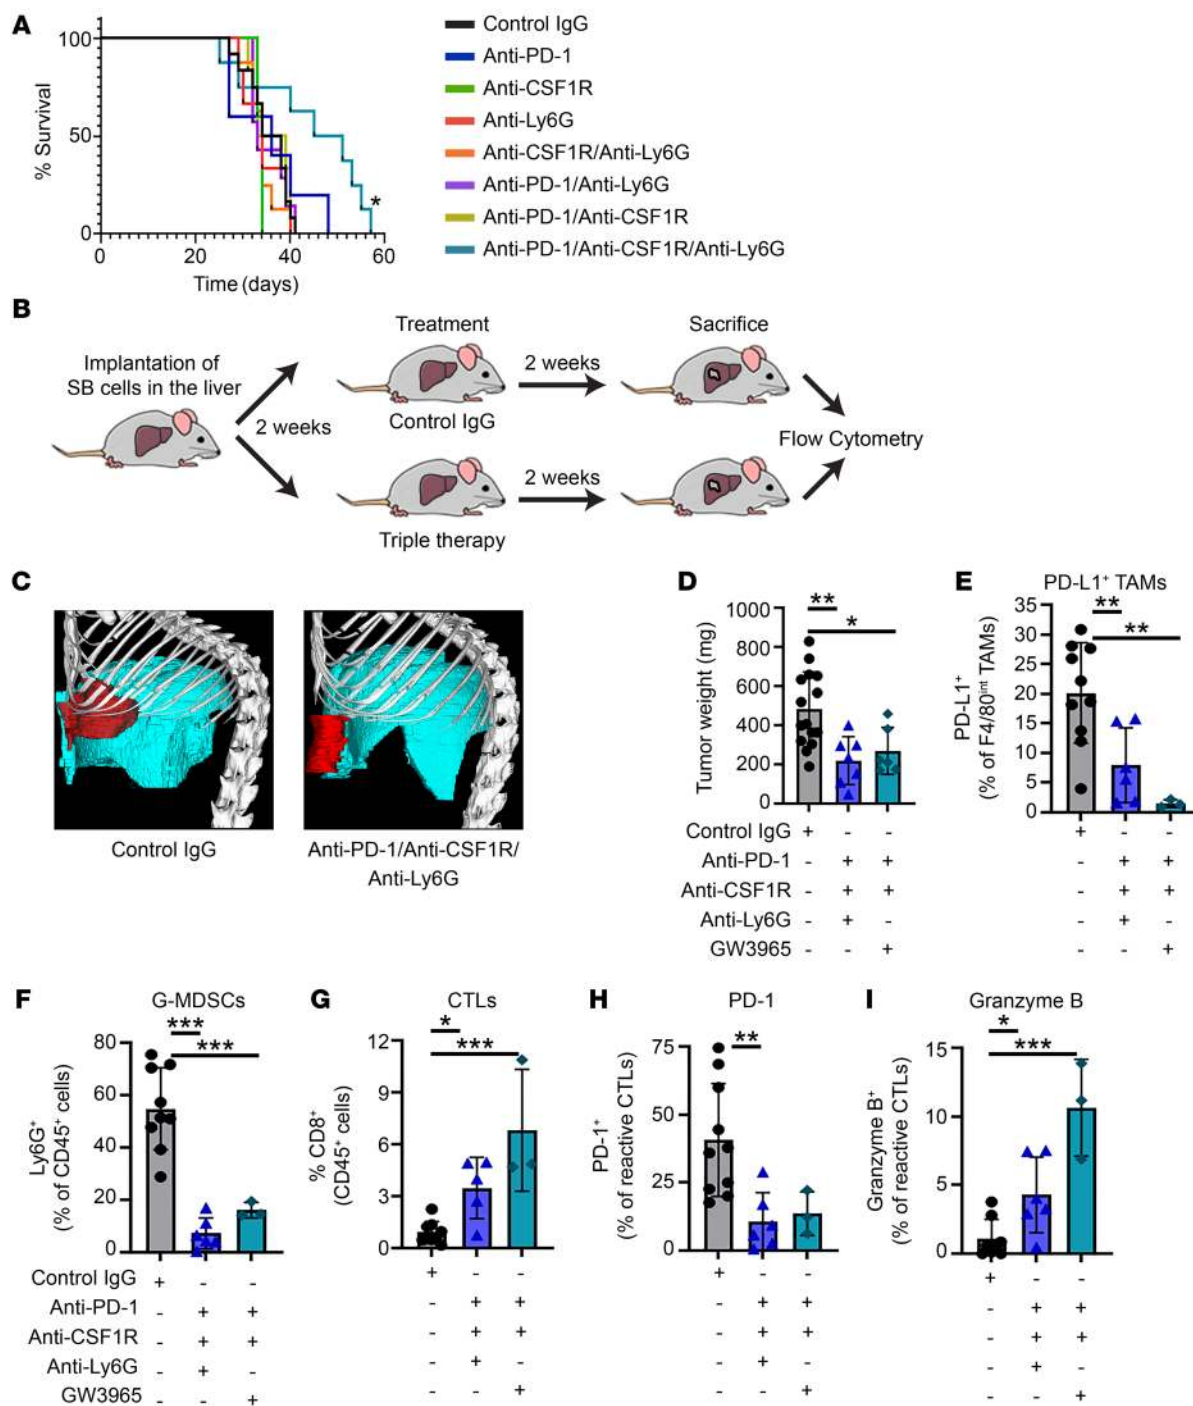 A
% Survival
100
50
0
0 20 40 60
Time (days)
Control IgG
Anti-PD-1
Anti-CSF1R
Anti-Ly6G
Anti-CSF1R/Anti-Ly6G
Anti-PD-1/Anti-Ly6G
Anti-PD-1/Anti-CSF1R
Anti-PD-1/Anti-CSF1R/Anti-Ly6G
*
B
Implantation of
SB cells in the liver
2 weeks
Treatment
Control IgG
Triple therapy
2 weeks
2 weeks
Sacrifice
Flow Cytometry
C
Control IgG
Anti-PD-1/Anti-CSF1R/
Anti-Ly6G
D
Tumor weight (mg)
1000
800
600
400
200
0
**
*
Control IgG + - -
Anti-PD-1 - + +
Anti-CSF1R - + +
Anti-Ly6G - + -
GW3965 - - +
E
PD-L1⁺ TAMs
PD-L1⁺
(% of F4/80ⁱⁿᵗ TAMs)
35
30
25
20
15
10
5
0
**
**
+ - -
- + +
- + +
- + -
- - +
F
G-MDSCs
Ly6G⁺
(% of CD45⁺ cells)
80
60
40
20
0
***
***
Control IgG + - -
Anti-PD-1 - + +
Anti-CSF1R - + +
Anti-Ly6G - + -
GW3965 - - +
G
CTLs
% CD8⁺
(CD45⁺ cells)
12
9
6
3
0
*
***
+ - -
- + +
- + +
- + -
- - +
H
PD-1
PD-1⁺
(% of reactive CTLs)
75
50
25
0
**
+ - -
- + +
- + +
- + -
- - +
I
Granzyme B
Granzyme B⁺
(% of reactive CTLs)
15
10
5
0
*
***
+ - -
- + +
- + +
- + -
- - +